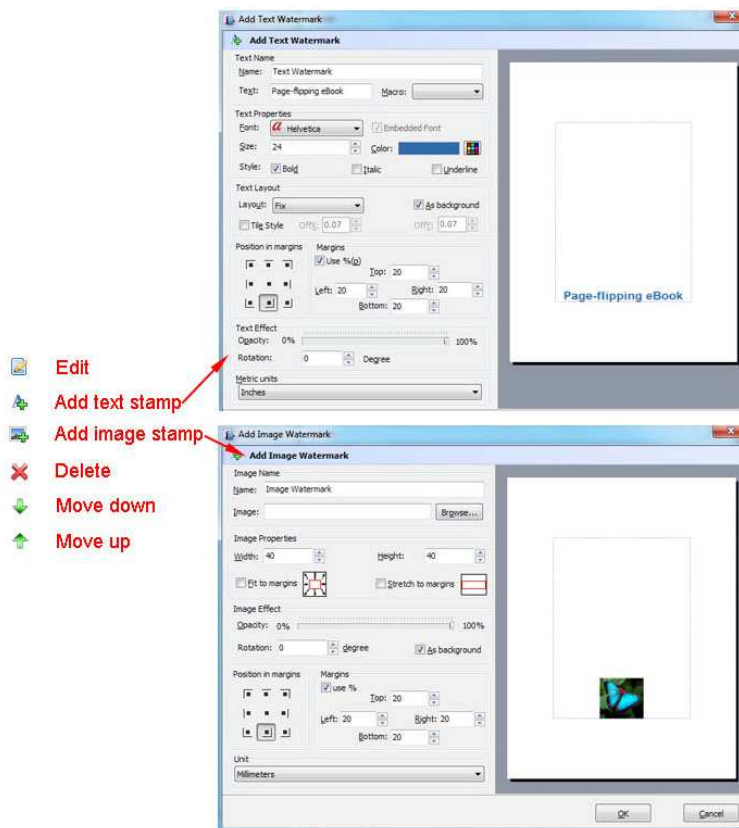 Add Text Watermark
Add Text Watermark
Text Name
Name: Text Watermark
Text: Page-flipping eBook Macro:
Text Properties
Font: a Helvetica Embedded Font
Size: 24 Color:
Style: Bold Italic Underline
Text Layout
Layout: Fix As background
Tile Style OffS: 0.07 Off: 0.07
Position in margins Margins
Use %(p)
Top: 20
Left: 20 Right: 20
Bottom: 20
Page-flipping eBook
Text Effect
Opacity: 0% 100%
Rotation: 0 Degree
Metric units
Inches
Edit
Add text stamp
Add image stamp
Delete
Move down
Move up
Add Image Watermark
Add Image Watermark
Image Name
Name: Image Watermark
Image: Browse...
Image Properties
Width: 40 Height: 40
Fit to margins Stretch to margins
Image Effect
Opacity: 0% 100%
Rotation: 0 degree As background
Position in margins Margins
use %
Top: 20
Left: 20 Right: 20
Bottom: 20
Unit
Millimeters
OK Cancel